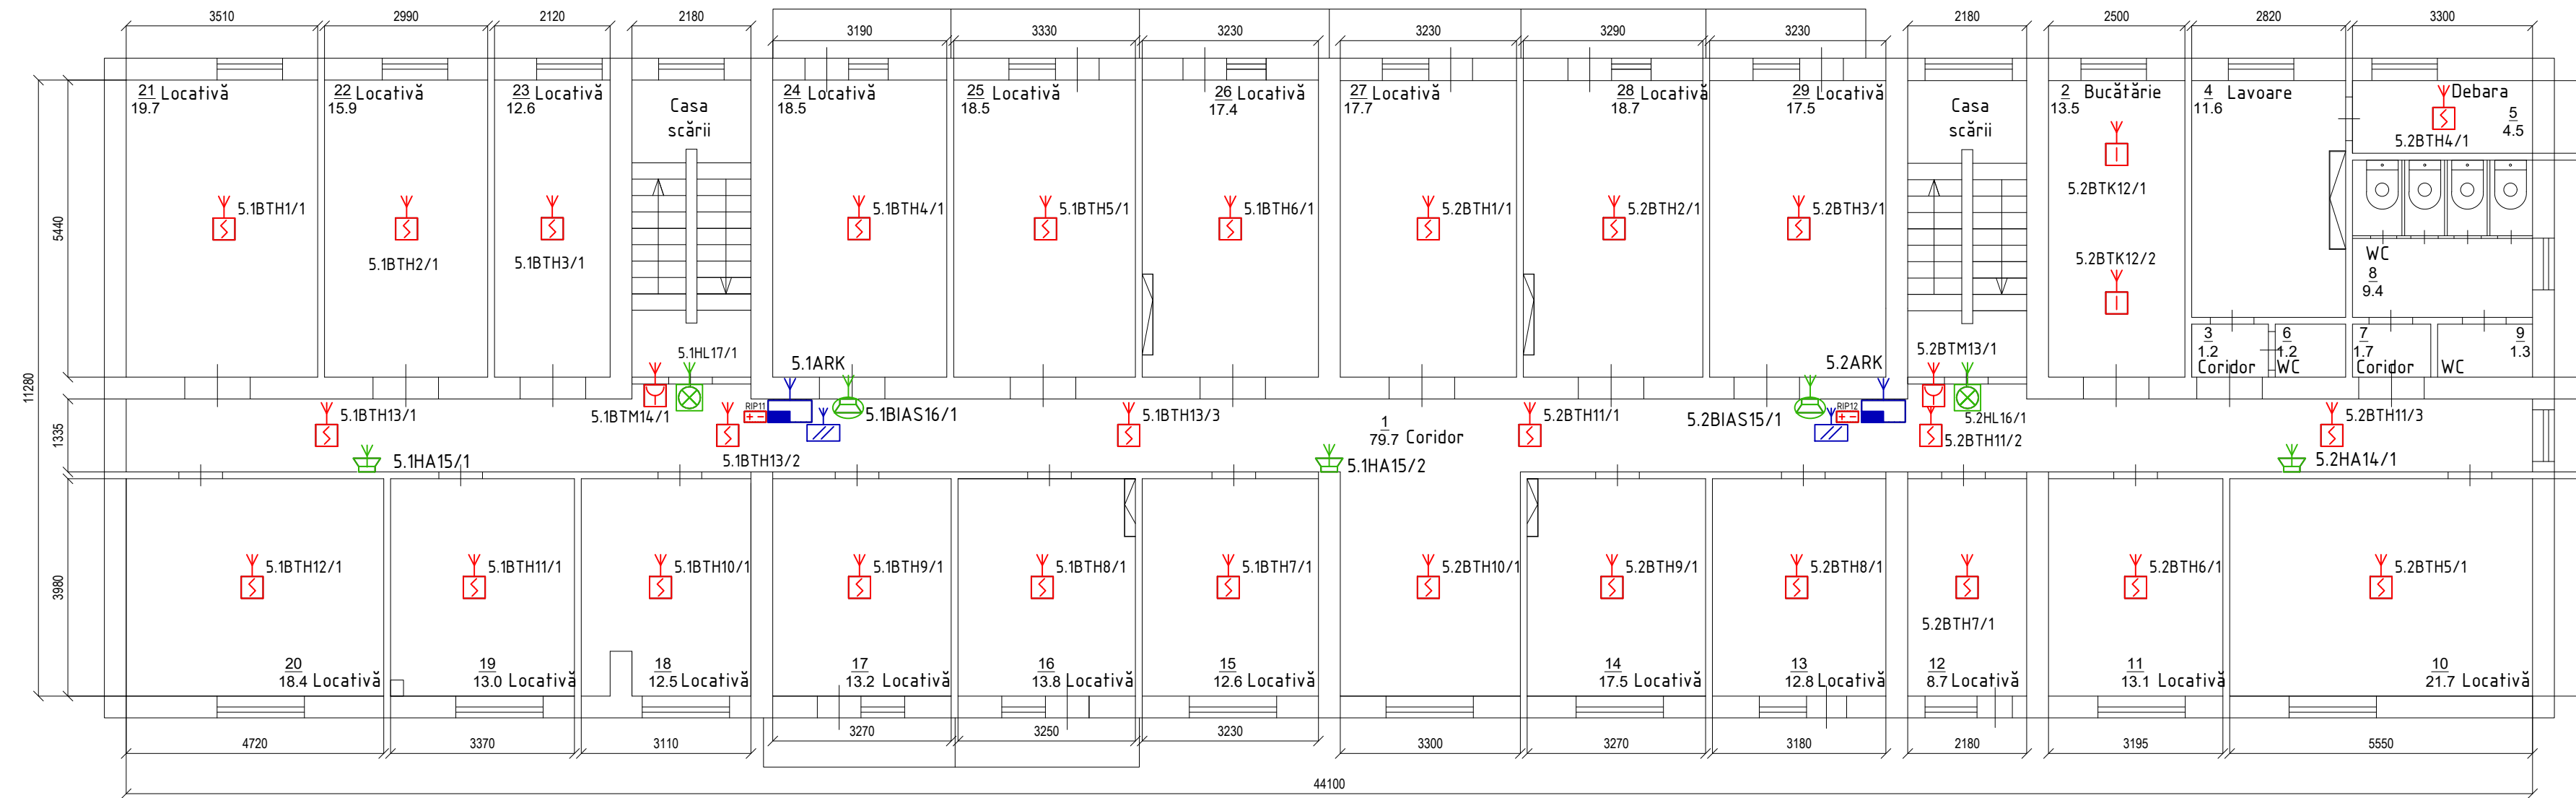 3510
2990
2120
2180
3190
3330
3230
3230
3290
3230
2180
2500
2820
3300
21 Locativă
19.7
22 Locativă
15.9
23 Locativă
12.6
Casa
scării
24 Locativă
18.5
25 Locativă
18.5
26 Locativă
17.4
27 Locativă
17.7
28 Locativă
18.7
29 Locativă
17.5
Casa
scării
2 Bucătărie
13.5
4 Lavoare
11.6
Debara
5
4.5
5.2BTH4/1
5.2BTK12/1
5.1BTH1/1
5.1BTH2/1
5.1BTH3/1
5.1BTH4/1
5.1BTH5/1
5.1BTH6/1
5.2BTH1/1
5.2BTH2/1
5.2BTH3/1
5.2BTK12/2
WC
8
9.4
5440
11280
1335
3980
3
1.2
Corridor
6
1.2
WC
7
1.7
Coridor
9
1.3
WC
5.1HL17/1
5.1ARK
5.2ARK
5.2BTM13/1
5.1BTH13/1
5.1BTM14/1
RIP11
5.1BIAS16/1
5.1BTH13/3
5.2BTH11/1
1
79.7 Coridor
5.2BIAS15/1
RIP12
5.2HL16/1
5.2BTH11/2
5.2BTH11/3
5.1HA15/1
5.1BTH13/2
5.1HA15/2
5.2HA14/1
5.1BTH12/1
5.1BTH11/1
5.1BTH10/1
5.1BTH9/1
5.1BTH8/1
5.1BTH7/1
5.2BTH10/1
5.2BTH9/1
5.2BTH8/1
5.2BTH7/1
5.2BTH6/1
5.2BTH5/1
20
18.4 Locativă
19
13.0 Locativă
18
12.5 Locativă
17
13.2 Locativă
16
13.8 Locativă
15
12.6 Locativă
14
17.5 Locativă
13
12.8 Locativă
12
8.7 Locativă
11
13.1 Locativă
10
21.7 Locativă
4720
3370
3110
3270
3250
3230
3300
3270
3180
2180
3195
5550
44100